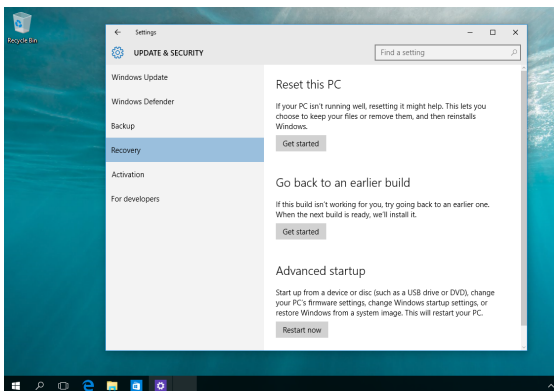 Recycle Bin
Settings
UPDATE & SECURITY
Find a setting
Windows Update
Windows Defender
Backup
Recovery
Activation
For developers
Reset this PC
If your PC isn't running well, resetting it might help. This lets you
choose to keep your files or remove them, and then reinstalls
Windows.
Get started
Go back to an earlier build
If this build isn't working for you, try going back to an earlier one.
When the next build is ready, we'll install it.
Get started
Advanced startup
Start up from a device or disc (such as a USB drive or DVD), change
your PC's firmware settings, change Windows startup settings, or
restore Windows from a system image. This will restart your PC.
Restart now